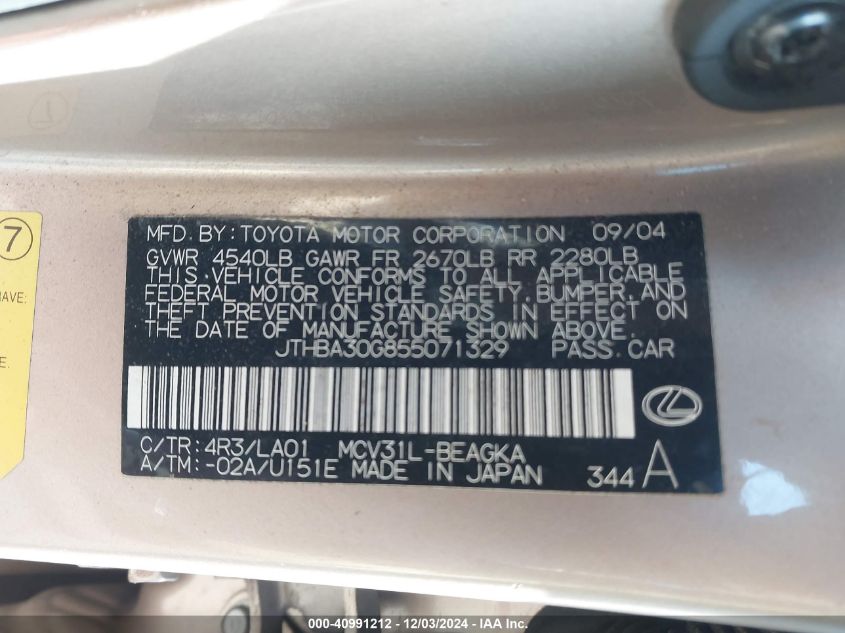 7
HAVE:
E.
MFD. BY: TOYOTA MOTOR CORPORATION 09/04
GVWR 4540LB GAWR FR 2670LB RR 2280LB
THIS VEHICLE CONFORMS TO ALL APPLICABLE
FEDERAL MOTOR VEHICLE SAFETY, BUMPER, AND
THEFT PREVENTION STANDARDS IN EFFECT ON
THE DATE OF MANUFACTURE SHOWN ABOVE.
JTHBA30G855071329 PASS. CAR
C/TR: 4R3/LA01 MCV31L-BEAGKA
A/TM: -02A/U151E MADE IN JAPAN 344 A
000-40991212 - 12/03/2024 - IAA Inc.